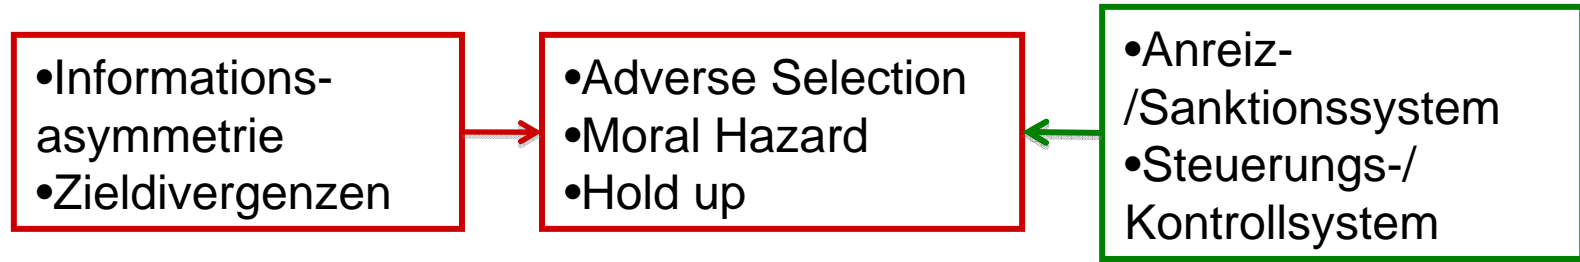 •Informations-
asymmetrie
•Zieldivergenzen
•Adverse Selection
•Moral Hazard
•Hold up
•Anreiz-
/Sanktionssystem
•Steuerungs-/
Kontrollsystem